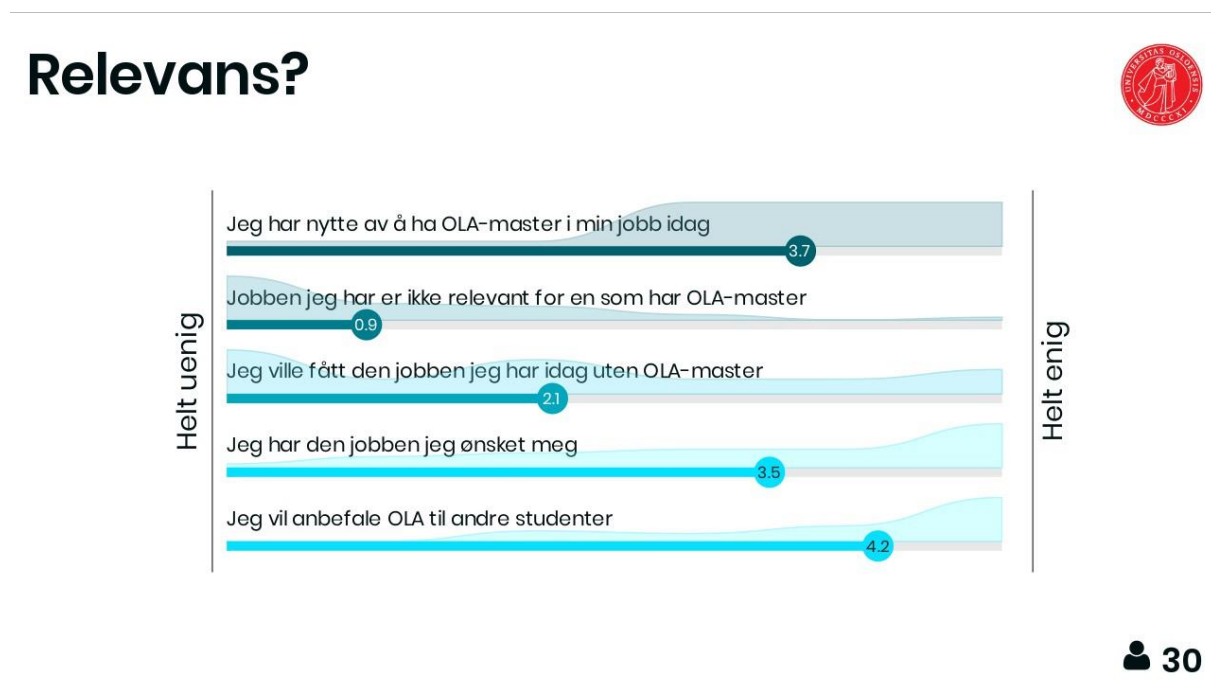 Relevans?
UNIVERSITAS OSLOENSIS
MDCCCXI
Helt uenig
Jeg har nytte av å ha OLA-master i min jobb idag
3.7
Jobben jeg har er ikke relevant for en som har OLA-master
0.9
Jeg ville fått den jobben jeg har idag uten OLA-master
2.1
Jeg har den jobben jeg ønsket meg
3.5
Jeg vil anbefale OLA til andre studenter
4.2
Helt enig
30